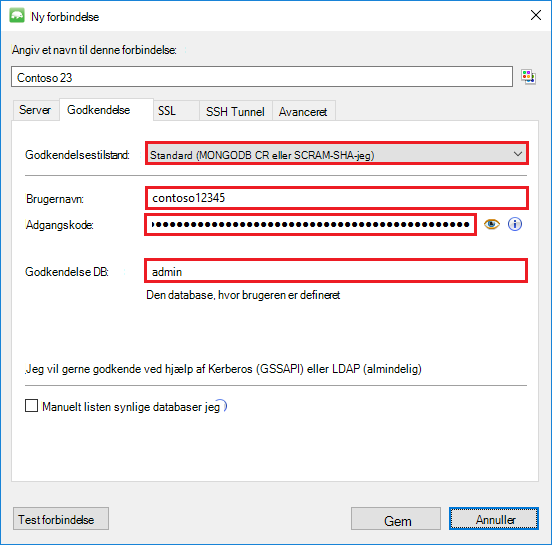 Ny forbindelse
Angiv et navn til denne forbindelse:
Contoso 23
Server Godkendelse SSL SSH Tunnel Avanceret
Godkendelsestilstand: Standard (MONGODB CR eller SCRAM-SHA-jeg)
Brugernavn: contoso12345
Adgangskode:
Godkendelse DB: admin
Den database, hvor brugeren er defineret
Jeg vil gerne godkende ved hjælp af Kerberos (GSSAPI) eller LDAP (almindelig)
Manuelt listen synlige databaser jeg)
Test forbindelse Gem Annuller